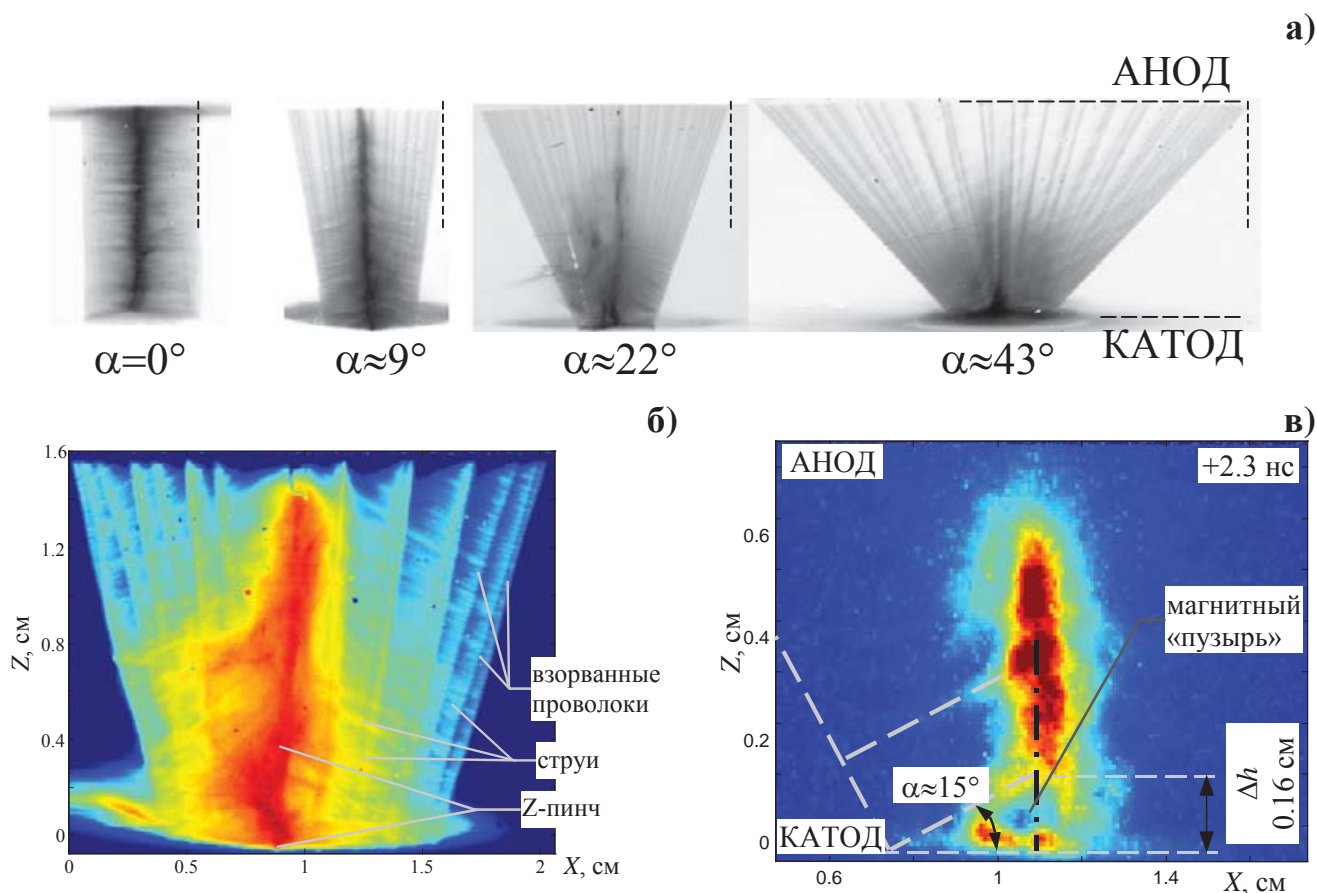 а)
АНОД
КАТОД
α=0°
α≈9°
α≈22°
α≈43°
б)
1.6
1.2
0.8
0.4
0
Z, см
0
0.5
1
1.5
2
X, см
взорванные
проволоки
струи
Z-пинч
в)
АНОД
+2.3 нс
0.6
0.4
0.2
0
Z, см
магнитный
«пузырь»
α≈15°
Δh
0.16 см
КАТОД
0.6
1
1.4
X, см